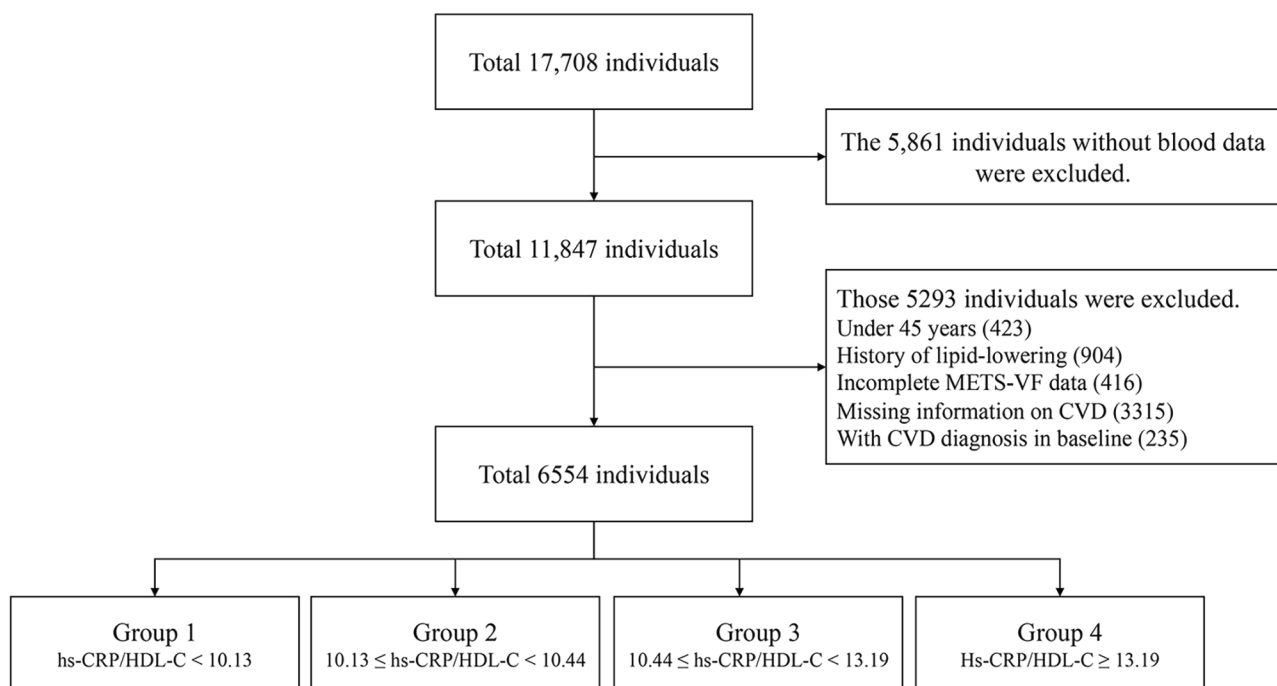 Total 17,708 individuals
The 5,861 individuals without blood data
were excluded.
Total 11,847 individuals
Those 5293 individuals were excluded.
Under 45 years (423)
History of lipid-lowering (904)
Incomplete METS-VF data (416)
Missing information on CVD (3315)
With CVD diagnosis in baseline (235)
Total 6554 individuals
Group 1
hs-CRP/HDL-C < 10.13
Group 2
10.13 ≤ hs-CRP/HDL-C < 10.44
Group 3
10.44 ≤ hs-CRP/HDL-C < 13.19
Group 4
Hs-CRP/HDL-C ≥ 13.19